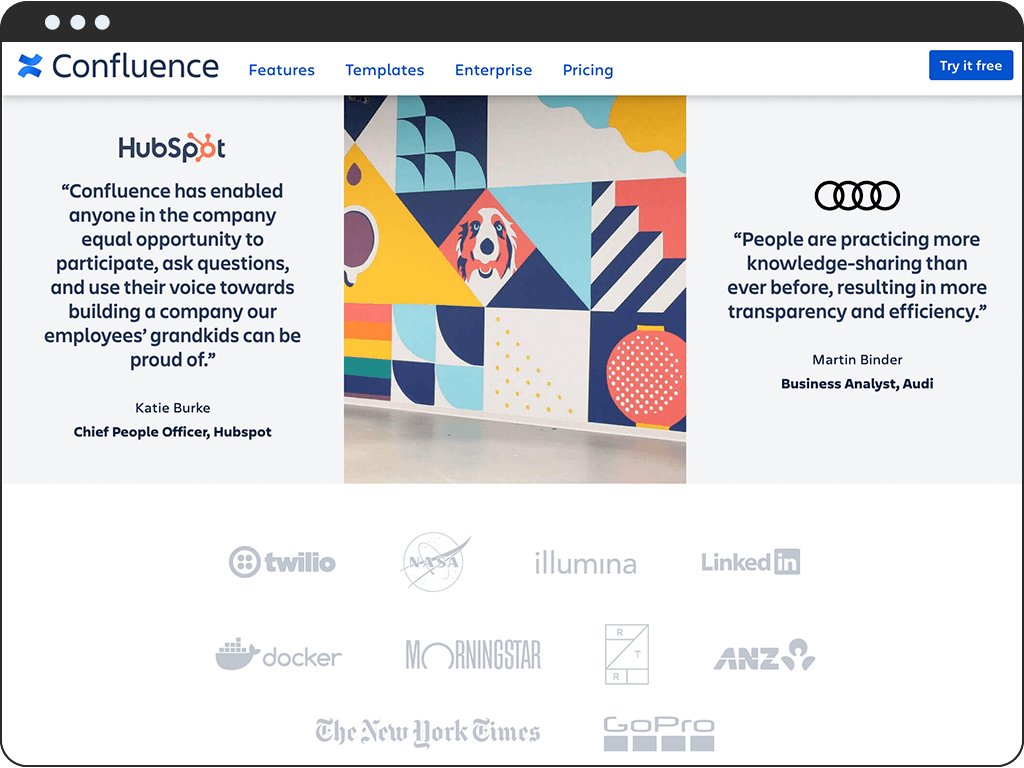 Confluence
Features
Templates
Enterprise
Pricing
Try it free
HubSpot
“Confluence has enabled
anyone in the company
equal opportunity to
participate, ask questions,
and use their voice towards
building a company our
employees’ grandkids can be
proud of.”
Katie Burke
Chief People Officer, Hubspot
“People are practicing more
knowledge-sharing than
ever before, resulting in more
transparency and efficiency.”
Martin Binder
Business Analyst, Audi
twilio
NASA
illumına
Linked in
docker
MORNINGSTAR
R
T
R
ANZ
The New York Times
GoPro